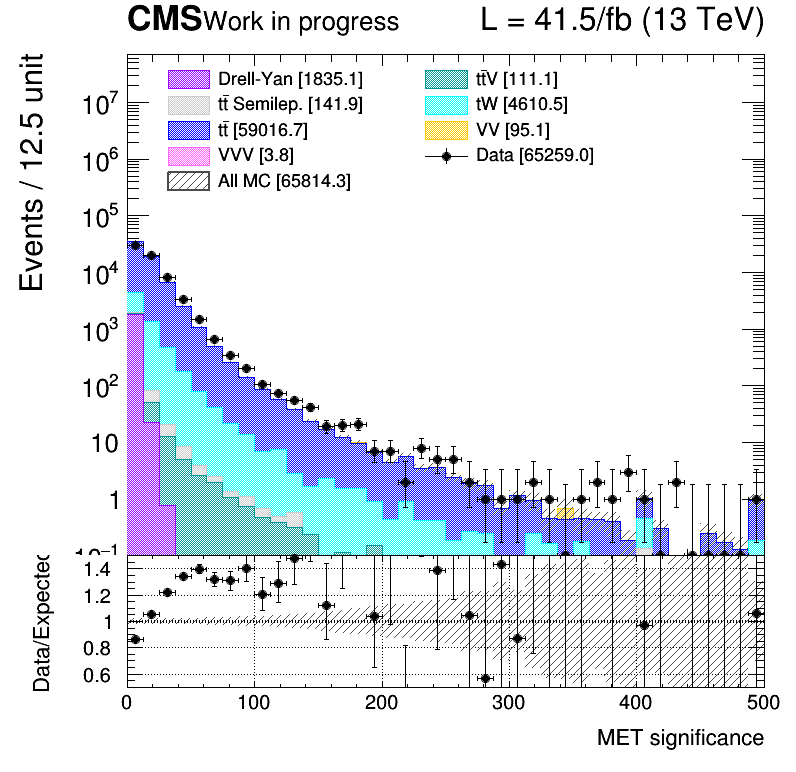 CMS Work in progress L = 41.5/fb (13 TeV)
Events / 12.5 unit
Drell-Yan [1835.1] tt̄V [111.1]
tt̄ Semilep. [141.9] tW [4610.5]
tt̄ [59016.7] VV [95.1]
VVV [3.8] Data [65259.0]
All MC [65814.3]
10⁷
10⁶
10⁵
10⁴
10³
10²
10
1
10⁻¹
Data/Expected
1.4
1.2
1
0.8
0.6
0 100 200 300 400 500
MET significance